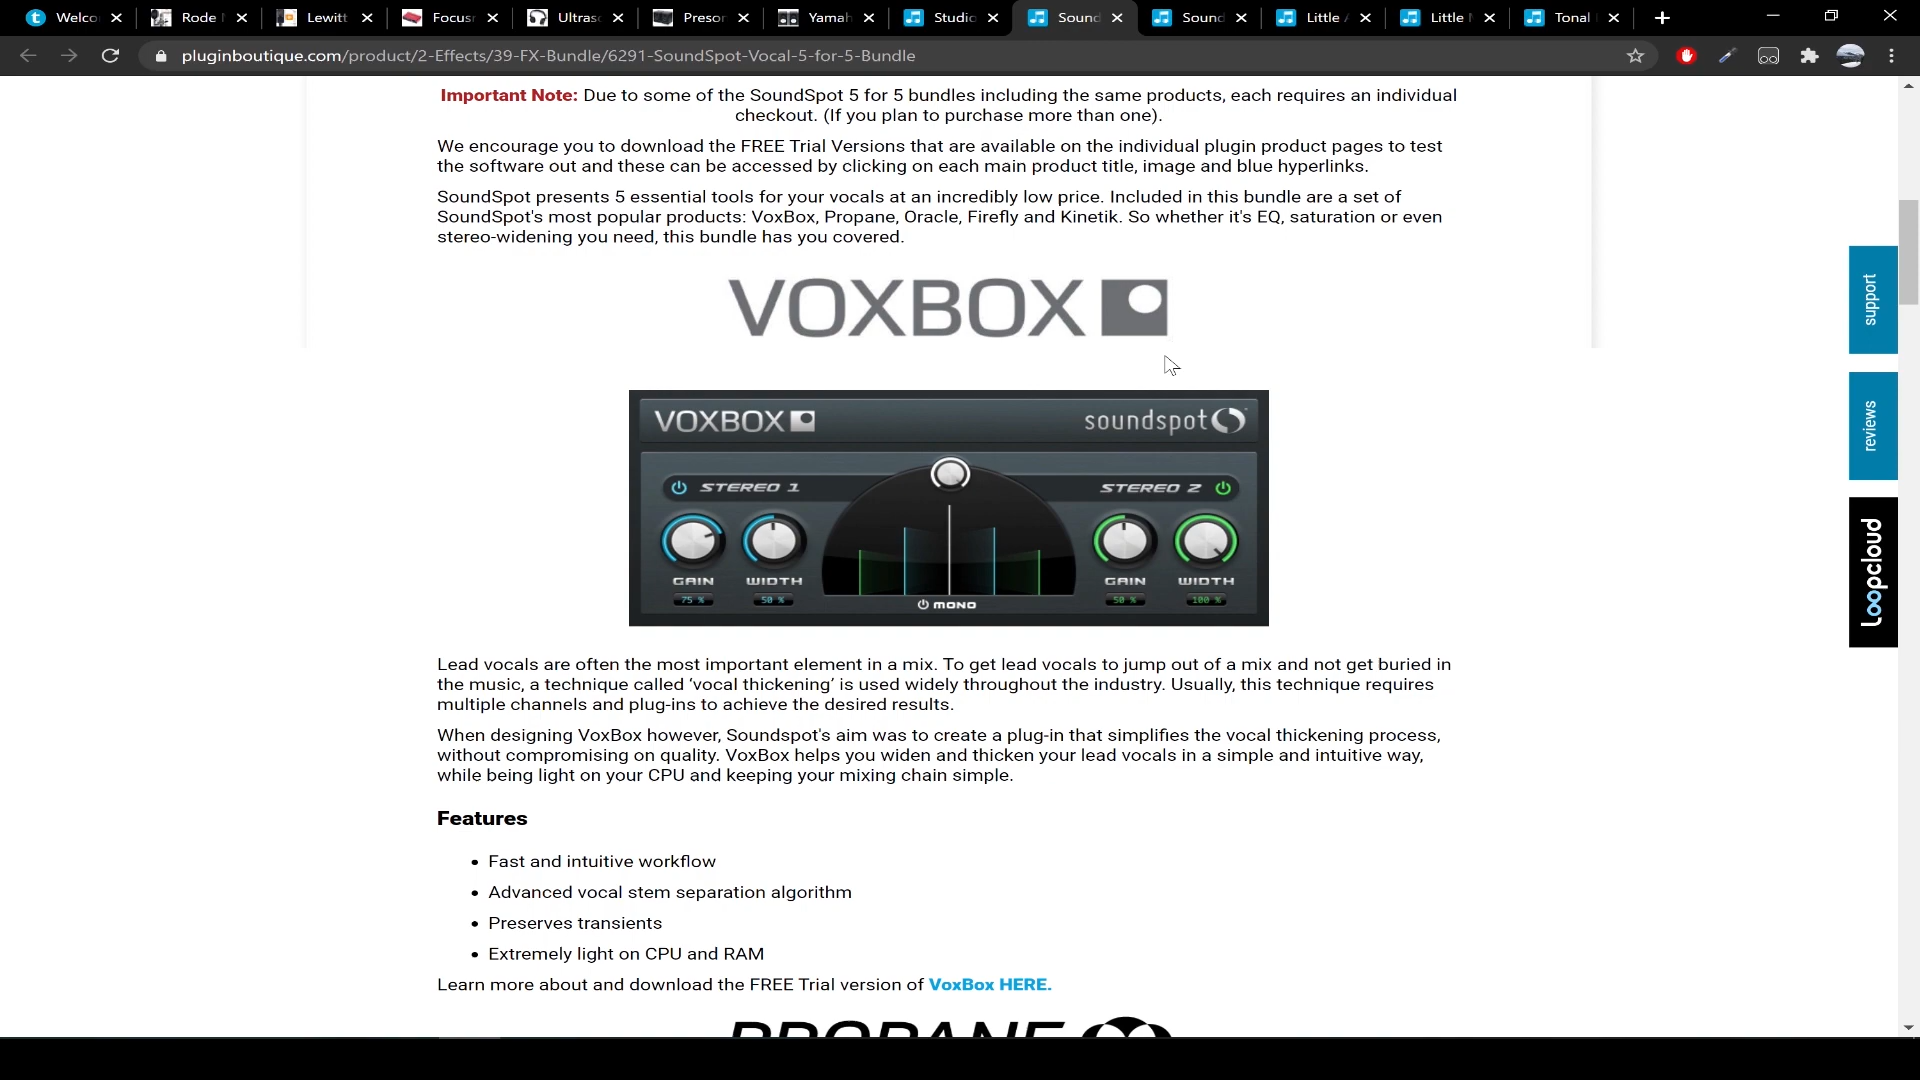 Welco
Rode
Lewitt
Focusr
Ultraso
Presor
Yamah
Studio
Sound
Sound
Little
Little
Tonal
pluginboutique.com/product/2-Effects/39-FX-Bundle/6291-SoundSpot-Vocal-5-for-5-Bundle
Important Note: Due to some of the SoundSpot 5 for 5 bundles including the same products, each requires an individual
checkout. (If you plan to purchase more than one).
We encourage you to download the FREE Trial Versions that are available on the individual plugin product pages to test
the software out and these can be accessed by clicking on each main product title, image and blue hyperlinks.
SoundSpot presents 5 essential tools for your vocals at an incredibly low price. Included in this bundle are a set of
SoundSpot's most popular products: VoxBox, Propane, Oracle, Firefly and Kinetik. So whether it's EQ, saturation or even
stereo-widening you need, this bundle has you covered.
VOXBOX
VOXBOX
soundspot
STEREO 1
STEREO 2
GAIN
WIDTH
GAIN
WIDTH
75 %
50 %
50 %
100 %
MONO
Lead vocals are often the most important element in a mix. To get lead vocals to jump out of a mix and not get buried in
the music, a technique called ‘vocal thickening’ is used widely throughout the industry. Usually, this technique requires
multiple channels and plug-ins to achieve the desired results.
When designing VoxBox however, Soundspot's aim was to create a plug-in that simplifies the vocal thickening process,
without compromising on quality. VoxBox helps you widen and thicken your lead vocals in a simple and intuitive way,
while being light on your CPU and keeping your mixing chain simple.
Features
• Fast and intuitive workflow
• Advanced vocal stem separation algorithm
• Preserves transients
• Extremely light on CPU and RAM
Learn more about and download the FREE Trial version of VoxBox HERE.
PROPANE
support
reviews
loopcloud